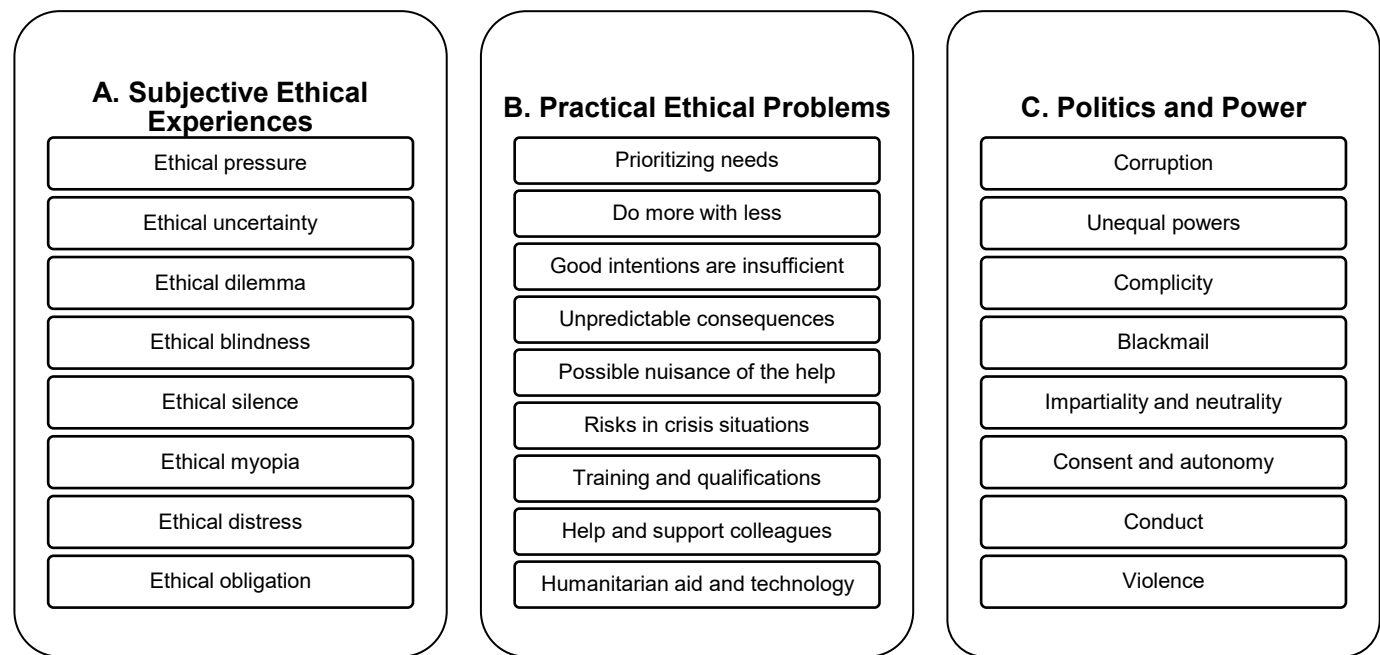 A. Subjective Ethical
Experiences
Ethical pressure
Ethical uncertainty
Ethical dilemma
Ethical blindness
Ethical silence
Ethical myopia
Ethical distress
Ethical obligation
B. Practical Ethical Problems
Prioritizing needs
Do more with less
Good intentions are insufficient
Unpredictable consequences
Possible nuisance of the help
Risks in crisis situations
Training and qualifications
Help and support colleagues
Humanitarian aid and technology
C. Politics and Power
Corruption
Unequal powers
Complicity
Blackmail
Impartiality and neutrality
Consent and autonomy
Conduct
Violence